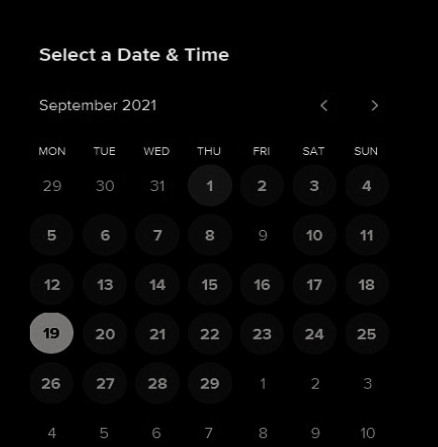 Select a Date & Time
September 2021
MON TUE WED THU FRI SAT SUN
29 30 31 1 2 3 4
5 6 7 8 9 10 11
12 13 14 15 16 17 18
19 20 21 22 23 24 25
26 27 28 29 1 2 3
4 5 6 7 8 9 10